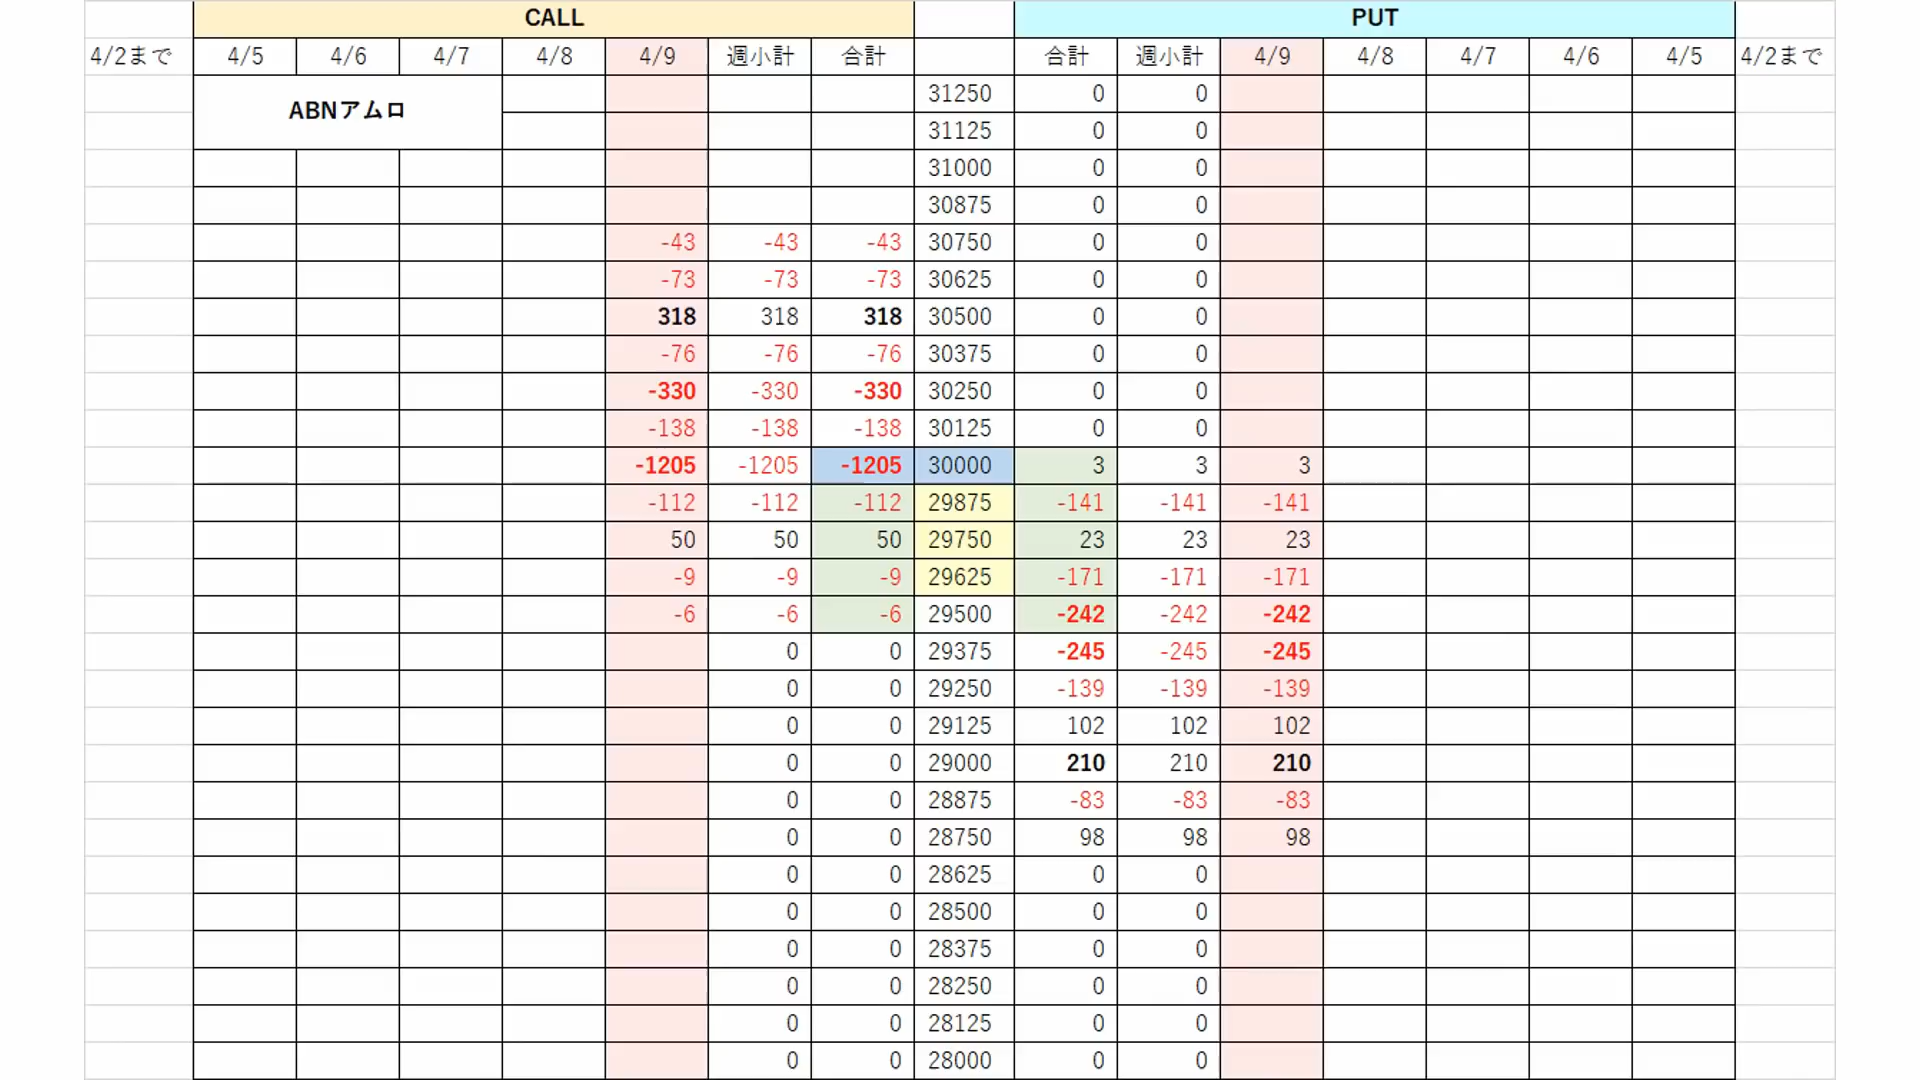 CALL PUT
4/2まで 4/5 4/6 4/7 4/8 4/9 週小計 合計 合計 週小計 4/9 4/8 4/7 4/6 4/5 4/2まで
ABNアムロ
31250 0 0
31125 0 0
31000 0 0
30875 0 0
-43 -43 -43 30750 0 0
-73 -73 -73 30625 0 0
318 318 318 30500 0 0
-76 -76 -76 30375 0 0
-330 -330 -330 30250 0 0
-138 -138 -138 30125 0 0
-1205 -1205 -1205 30000 3 3 3
-112 -112 -112 29875 -141 -141 -141
50 50 50 29750 23 23 23
-9 -9 -9 29625 -171 -171 -171
-6 -6 -6 29500 -242 -242 -242
0 0 29375 -245 -245 -245
0 0 29250 -139 -139 -139
0 0 29125 102 102 102
0 0 29000 210 210 210
0 0 28875 -83 -83 -83
0 0 28750 98 98 98
0 0 28625 0 0
0 0 28500 0 0
0 0 28375 0 0
0 0 28250 0 0
0 0 28125 0 0
0 0 28000 0 0